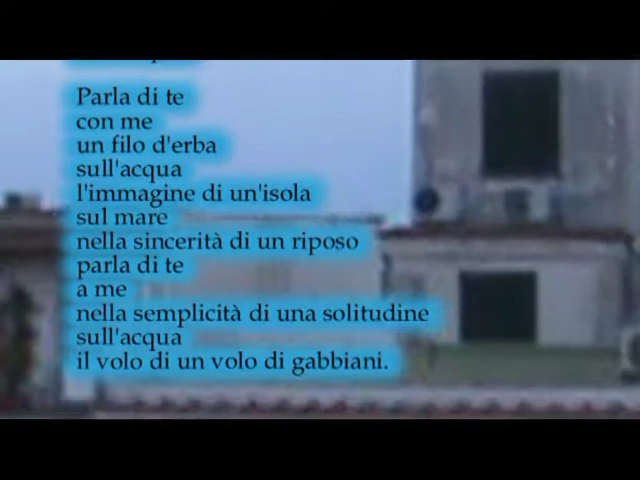 Parla di te
con me
un filo d'erba
sull'acqua
l'immagine di un'isola
sul mare
nella sincerità di un riposo
parla di te
a me
nella semplicità di una solitudine
sull'acqua
il volo di un volo di gabbiani.